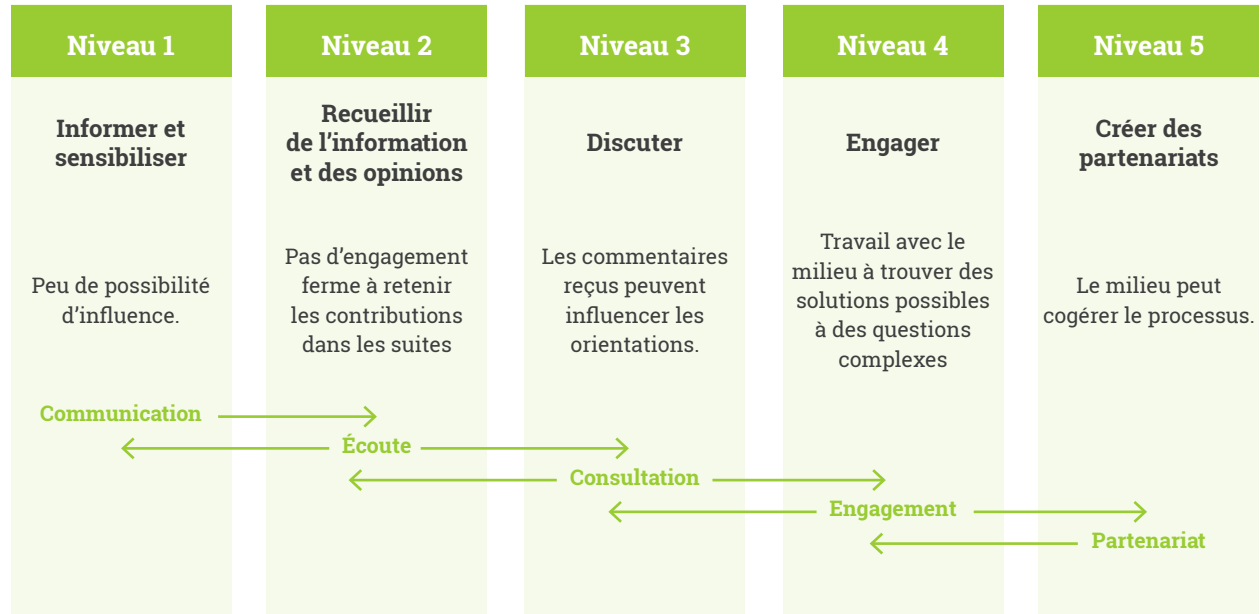 Niveau 1
Informer et
sensibiliser
Peu de possibilité
d’influence.
Niveau 2
Recueillir
de l’information
et des opinions
Pas d’engagement
ferme à retenir
les contributions
dans les suites
Niveau 3
Discuter
Les commentaires
reçus peuvent
influencer les
orientations.
Niveau 4
Engager
Travail avec le
milieu à trouver des
solutions possibles
à des questions
complexes
Niveau 5
Créer des
partenariats
Le milieu peut
cogérer le processus.
Communication
Écoute
Consultation
Engagement
Partenariat